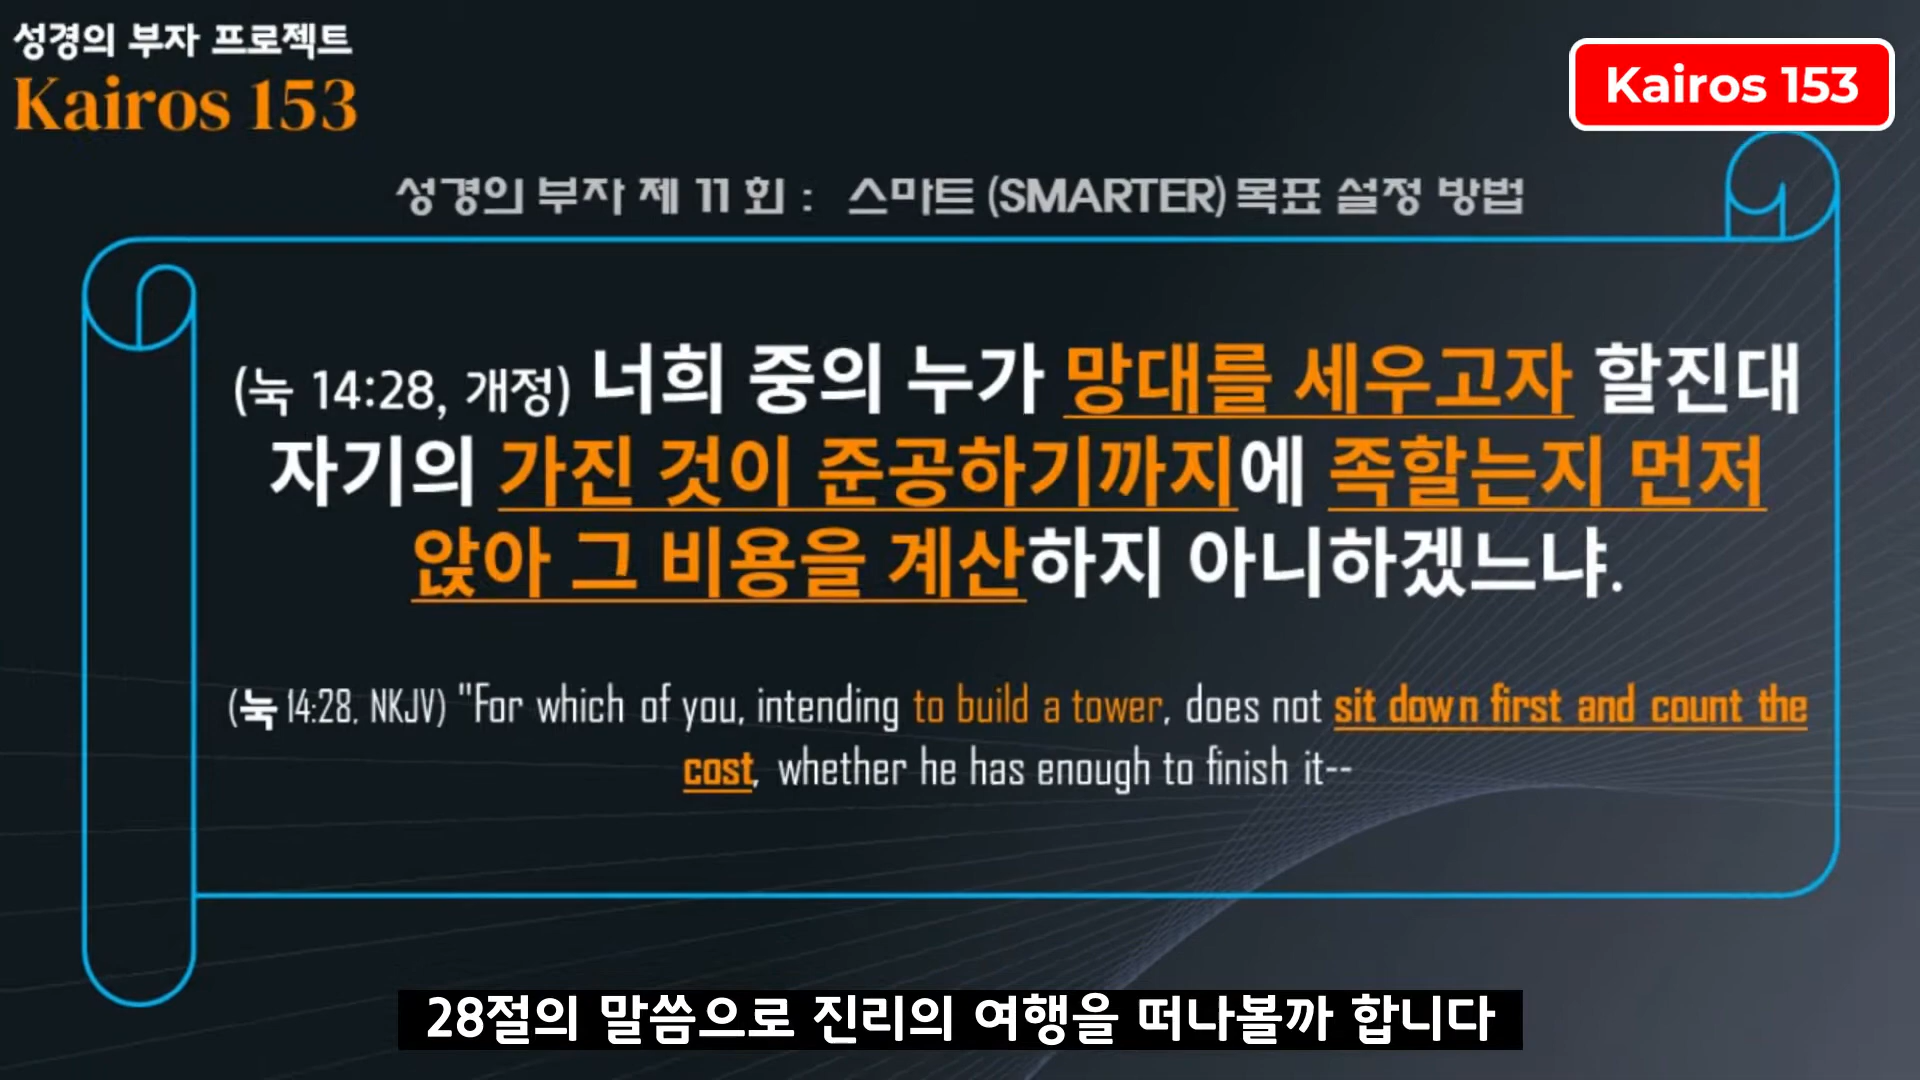 성경의 부자 프로젝트
Kairos 153
Kairos 153
성경의 부자 제 11 회 : 스마트 (SMARTER) 목표 설정 방법
(눅 14:28, 개정) 너희 중의 누가 망대를 세우고자 할진대
자기의 가진 것이 준공하기까지에 족할는지 먼저
앉아 그 비용을 계산하지 아니하겠느냐.
(눅 14:28, NKJV) "For which of you, intending to build a tower, does not sit down first and count the
cost, whether he has enough to finish it--
28절의 말씀으로 진리의 여행을 떠나볼까 합니다